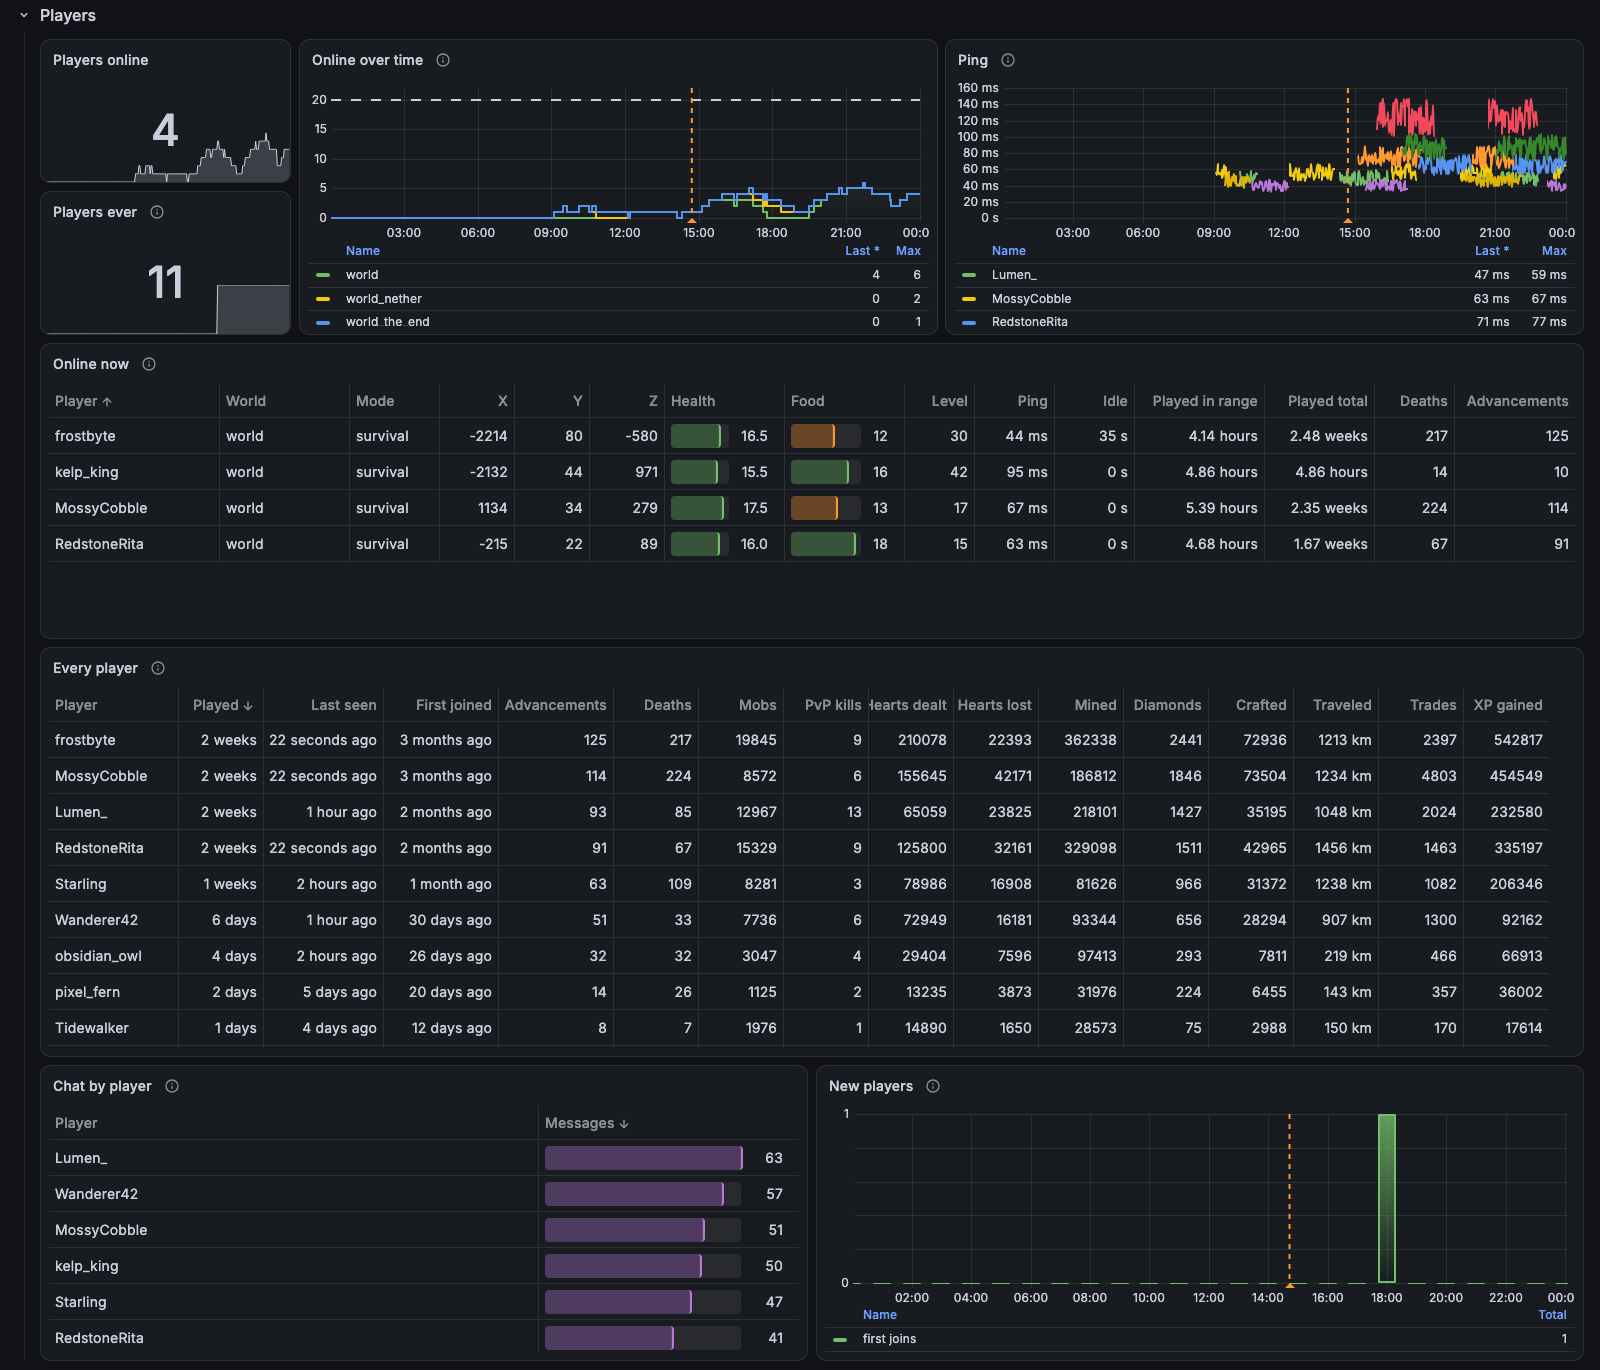 Players
Players online
4
Players ever
11
Online over time
20
15
10
5
0
03:00 06:00 09:00 12:00 15:00 18:00 21:00 00:0
Name Last * Max
world 4 6
world_nether 0 2
world_the_end 0 1
Ping
160 ms
140 ms
120 ms
100 ms
80 ms
60 ms
40 ms
20 ms
0 s
03:00 06:00 09:00 12:00 15:00 18:00 21:00 00:0
Name Last * Max
Lumen_ 47 ms 59 ms
MossyCobble 63 ms 67 ms
RedstoneRita 71 ms 77 ms
Online now
Player ↑ World Mode X Y Z Health Food Level Ping Idle Played in range Played total Deaths Advancements
frostbyte world survival -2214 80 -580 16.5 12 30 44 ms 35 s 4.14 hours 2.48 weeks 217 125
kelp_king world survival -2132 44 971 15.5 16 42 95 ms 0 s 4.86 hours 4.86 hours 14 10
MossyCobble world survival 1134 34 279 17.5 13 17 67 ms 0 s 5.39 hours 2.35 weeks 224 114
RedstoneRita world survival -215 22 89 16.0 18 15 63 ms 0 s 4.68 hours 1.67 weeks 67 91
Every player
Player Played ↓ Last seen First joined Advancements Deaths Mobs PvP kills Hearts dealt Hearts lost Mined Diamonds Crafted Traveled Trades XP gained
frostbyte 2 weeks 22 seconds ago 3 months ago 125 217 19845 9 210078 22393 362338 2441 72936 1213 km 2397 542817
MossyCobble 2 weeks 22 seconds ago 3 months ago 114 224 8572 6 155645 42171 186812 1846 73504 1234 km 4803 454549
Lumen_ 2 weeks 1 hour ago 2 months ago 93 85 12967 13 65059 23825 218101 1427 35195 1048 km 2024 232580
RedstoneRita 2 weeks 22 seconds ago 2 months ago 91 67 15329 9 125800 32161 329098 1511 42965 1456 km 1463 335197
Starling 1 weeks 2 hours ago 1 month ago 63 109 8281 3 78986 16908 81626 966 31372 1238 km 1082 206346
Wanderer42 6 days 1 hour ago 30 days ago 51 33 7736 6 72949 16181 93344 656 28294 907 km 1300 92162
obsidian_owl 4 days 2 hours ago 26 days ago 32 32 3047 4 29404 7596 97413 293 7811 219 km 466 66913
pixel_fern 2 days 5 days ago 20 days ago 14 26 1125 2 13235 3873 31976 224 6455 143 km 357 36002
Tidewalker 1 days 4 days ago 12 days ago 8 7 1976 1 14890 1650 28573 75 2988 150 km 170 17614
Chat by player
Player Messages ↓
Lumen_ 63
Wanderer42 57
MossyCobble 51
kelp_king 50
Starling 47
RedstoneRita 41
New players
1
0
02:00 04:00 06:00 08:00 10:00 12:00 14:00 16:00 18:00 20:00 22:00 00:0
Name Total
first joins 1